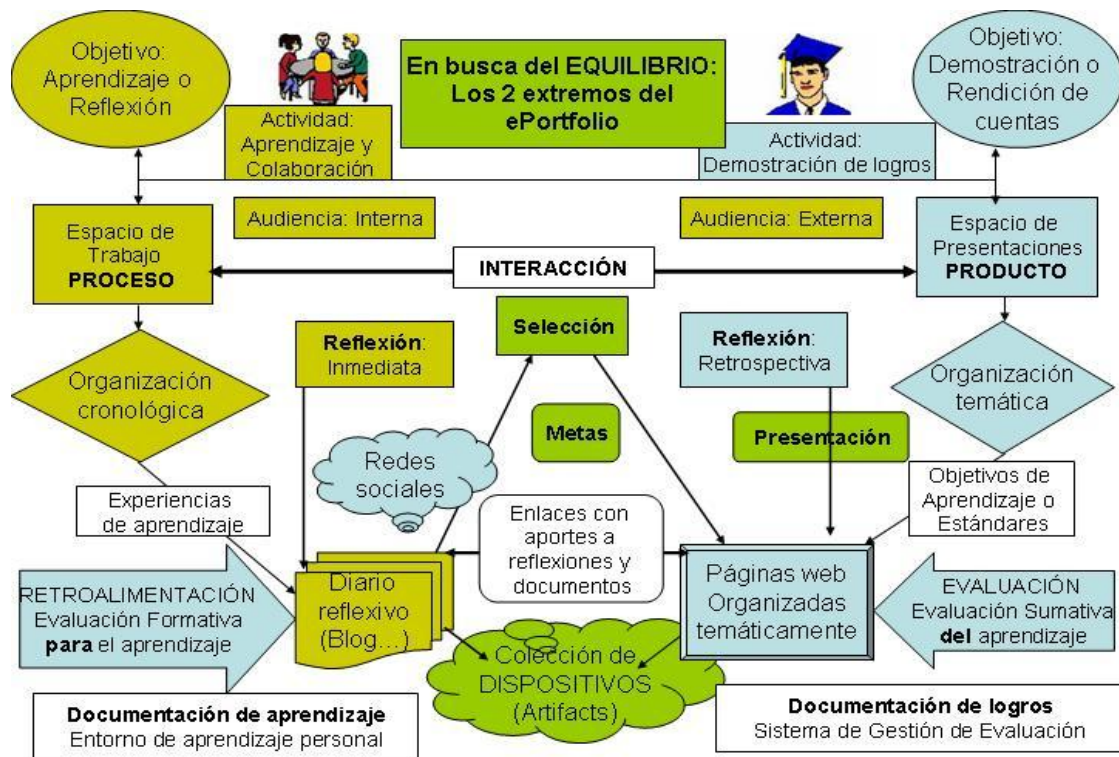 Objetivo:
Aprendizaje o
Reflexión
En busca del EQUILIBRIO:
Los 2 extremos del
ePortfolio
Objetivo:
Demostración o
Rendición de
cuentas
Actividad:
Aprendizaje y
Colaboración
Actividad:
Demostración de logros
Audiencia: Interna
Audiencia: Externa
Espacio de
Trabajo
PROCESO
INTERACCIÓN
Espacio de
Presentaciones
PRODUCTO
Reflexión:
Inmediata
Selección
Reflexión:
Retrospectiva
Organización
cronológica
Organización
temática
Metas
Presentación
Redes
sociales
Experiencias
de aprendizaje
Enlaces con
aportes a
reflexiones y
documentos
Objetivos de
Aprendizaje o
Estándares
RETROALIMENTACIÓN
Evaluación Formativa
para el aprendizaje
Diario
reflexivo
(Blog...)
Páginas web
Organizadas
temáticamente
EVALUACIÓN
Evaluación Sumativa
del aprendizaje
Colección de
DISPOSITIVOS
(Artifacts)
Documentación de aprendizaje
Entorno de aprendizaje personal
Documentación de logros
Sistema de Gestión de Evaluación